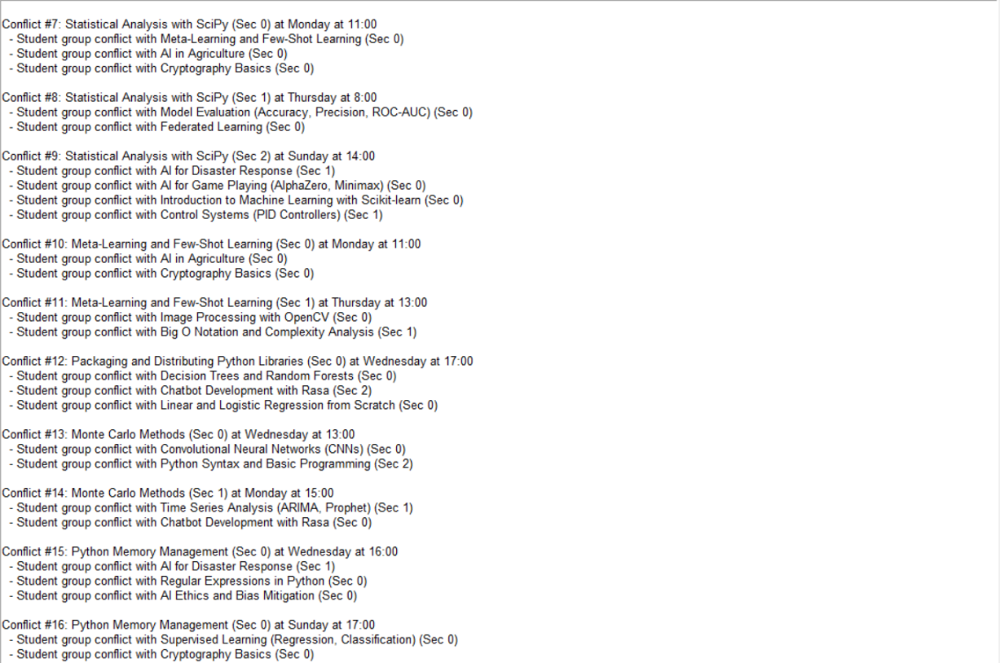 Conflict #7: Statistical Analysis with SciPy (Sec 0) at Monday at 11:00
- Student group conflict with Meta-Learning and Few-Shot Learning (Sec 0)
- Student group conflict with AI in Agriculture (Sec 0)
- Student group conflict with Cryptography Basics (Sec 0)
Conflict #8: Statistical Analysis with SciPy (Sec 1) at Thursday at 8:00
- Student group conflict with Model Evaluation (Accuracy, Precision, ROC-AUC) (Sec 0)
- Student group conflict with Federated Learning (Sec 0)
Conflict #9: Statistical Analysis with SciPy (Sec 2) at Sunday at 14:00
- Student group conflict with AI for Disaster Response (Sec 1)
- Student group conflict with AI for Game Playing (AlphaZero, Minimax) (Sec 0)
- Student group conflict with Introduction to Machine Learning with Scikit-learn (Sec 0)
- Student group conflict with Control Systems (PID Controllers) (Sec 1)
Conflict #10: Meta-Learning and Few-Shot Learning (Sec 0) at Monday at 11:00
- Student group conflict with AI in Agriculture (Sec 0)
- Student group conflict with Cryptography Basics (Sec 0)
Conflict #11: Meta-Learning and Few-Shot Learning (Sec 1) at Thursday at 13:00
- Student group conflict with Image Processing with OpenCV (Sec 0)
- Student group conflict with Big O Notation and Complexity Analysis (Sec 1)
Conflict #12: Packaging and Distributing Python Libraries (Sec 0) at Wednesday at 17:00
- Student group conflict with Decision Trees and Random Forests (Sec 0)
- Student group conflict with Chatbot Development with Rasa (Sec 2)
- Student group conflict with Linear and Logistic Regression from Scratch (Sec 0)
Conflict #13: Monte Carlo Methods (Sec 0) at Wednesday at 13:00
- Student group conflict with Convolutional Neural Networks (CNNs) (Sec 0)
- Student group conflict with Python Syntax and Basic Programming (Sec 2)
Conflict #14: Monte Carlo Methods (Sec 1) at Monday at 15:00
- Student group conflict with Time Series Analysis (ARIMA, Prophet) (Sec 1)
- Student group conflict with Chatbot Development with Rasa (Sec 0)
Conflict #15: Python Memory Management (Sec 0) at Wednesday at 16:00
- Student group conflict with AI for Disaster Response (Sec 1)
- Student group conflict with Regular Expressions in Python (Sec 0)
- Student group conflict with AI Ethics and Bias Mitigation (Sec 0)
Conflict #16: Python Memory Management (Sec 0) at Sunday at 17:00
- Student group conflict with Supervised Learning (Regression, Classification) (Sec 0)
- Student group conflict with Cryptography Basics (Sec 0)